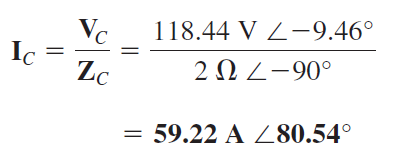 I_C = V_C / Z_C = 118.44 V ∠−9.46° / 2 Ω ∠−90°
= 59.22 A ∠80.54°